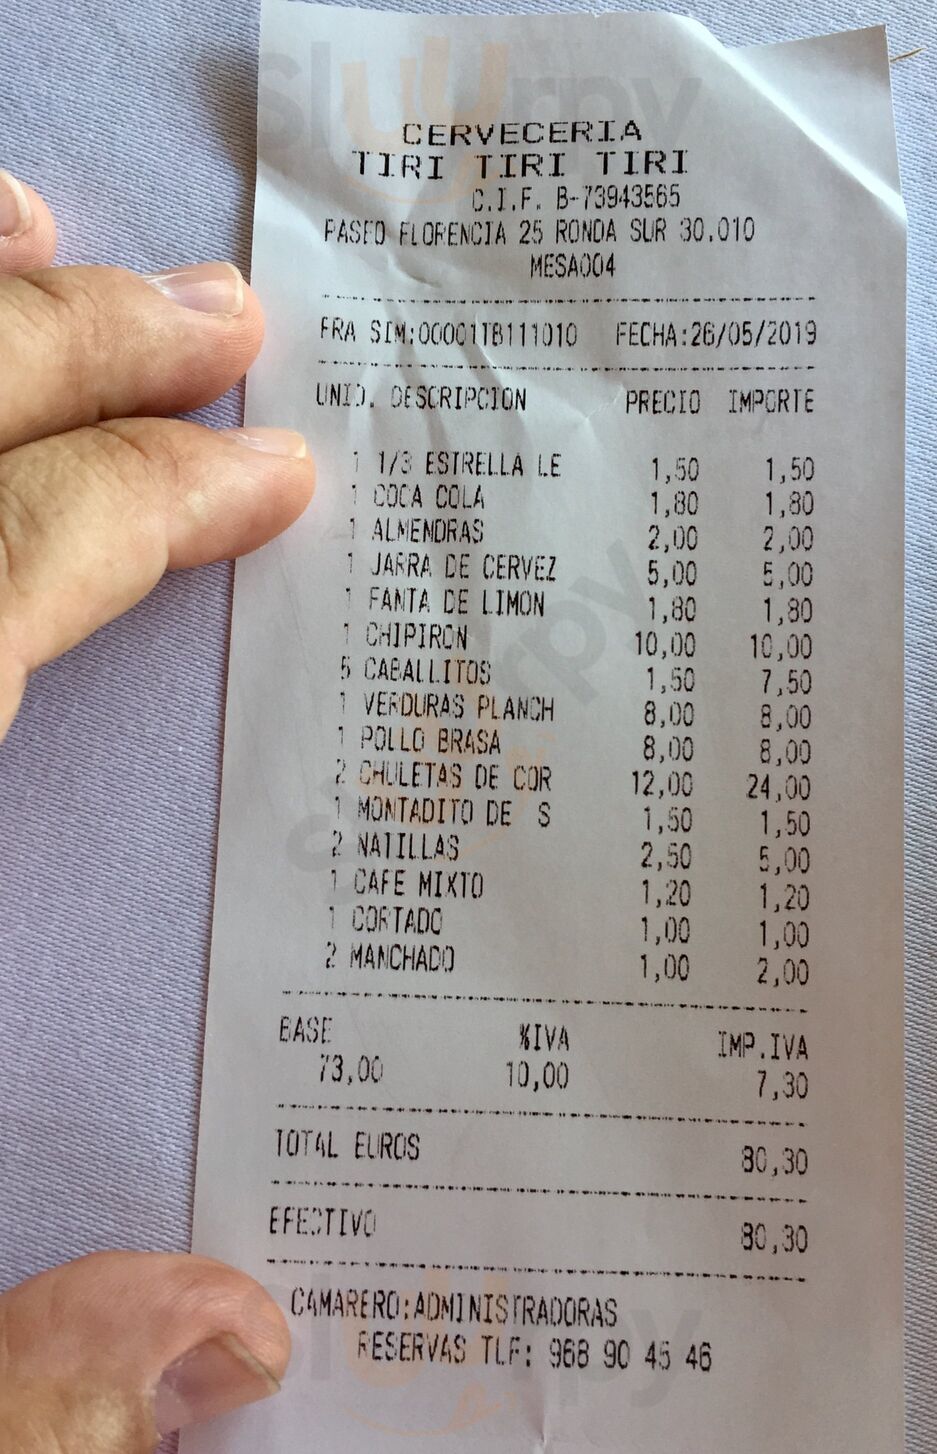 CERVECERIA
TIRI TIRI TIRI
C.I.F. B-73943565
PASEO FLORENCIA 25 RONDA SUR 30.010
MESA004
FRA SIM:00001TB111010 FECHA:26/05/2019
UNID. DESCRIPCION PRECIO IMPORTE
1 1/3 ESTRELLA LE 1,50 1,50
1 COCA COLA 1,80 1,80
1 ALMENDRAS 2,00 2,00
1 JARRA DE CERVEZ 5,00 5,00
1 FANTA DE LIMON 1,80 1,80
1 CHIPIRON 10,00 10,00
5 CABALLITOS 1,50 7,50
1 VERDURAS PLANCH 8,00 8,00
1 POLLO BRASA 8,00 8,00
2 CHULETAS DE COR 12,00 24,00
1 MONTADITO DE S 1,50 1,50
2 NATILLAS 2,50 5,00
1 CAFE MIXTO 1,20 1,20
1 CORTADO 1,00 1,00
2 MANCHADO 1,00 2,00
BASE %IVA IMP.IVA
73,00 10,00 7,30
TOTAL EUROS 80,30
EFECTIVO 80,30
CAMARERO:ADMINISTRADORAS
RESERVAS TLF: 968 90 45 46
Slurpy
Slurpy
Slurpy